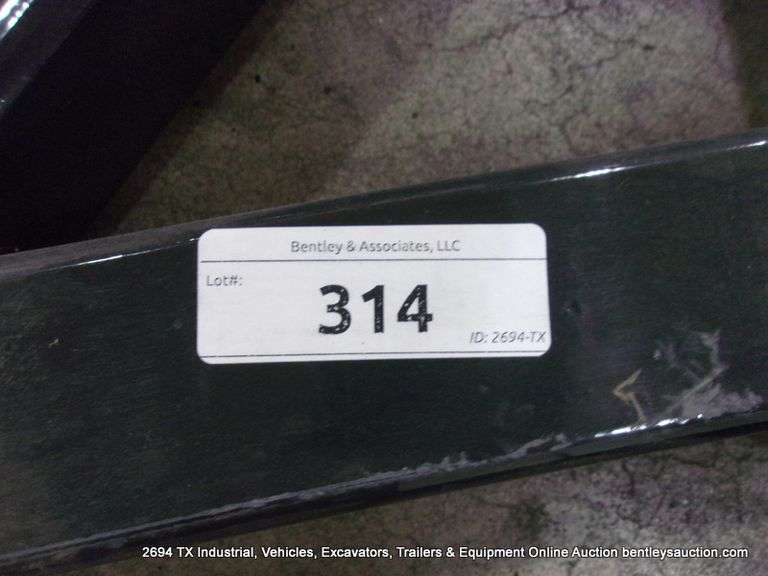 Bentley & Associates, LLC
Lot#:
314
ID: 2694-TX
2694 TX Industrial, Vehicles, Excavators, Trailers & Equipment Online Auction bentleysauction.com